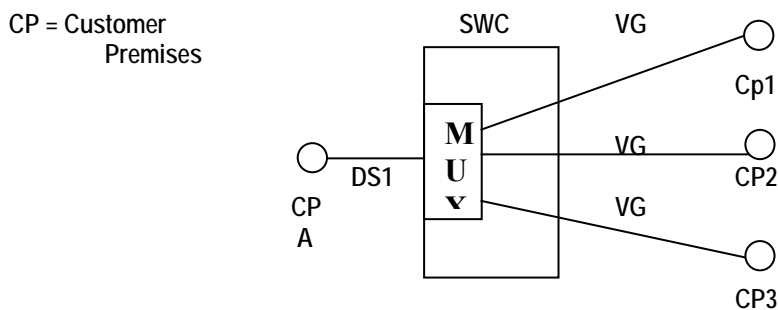 CP = Customer
Premises
SWC
VG
Cp1
M
U
X
VG
CP2
DS1
CP
A
VG
CP3